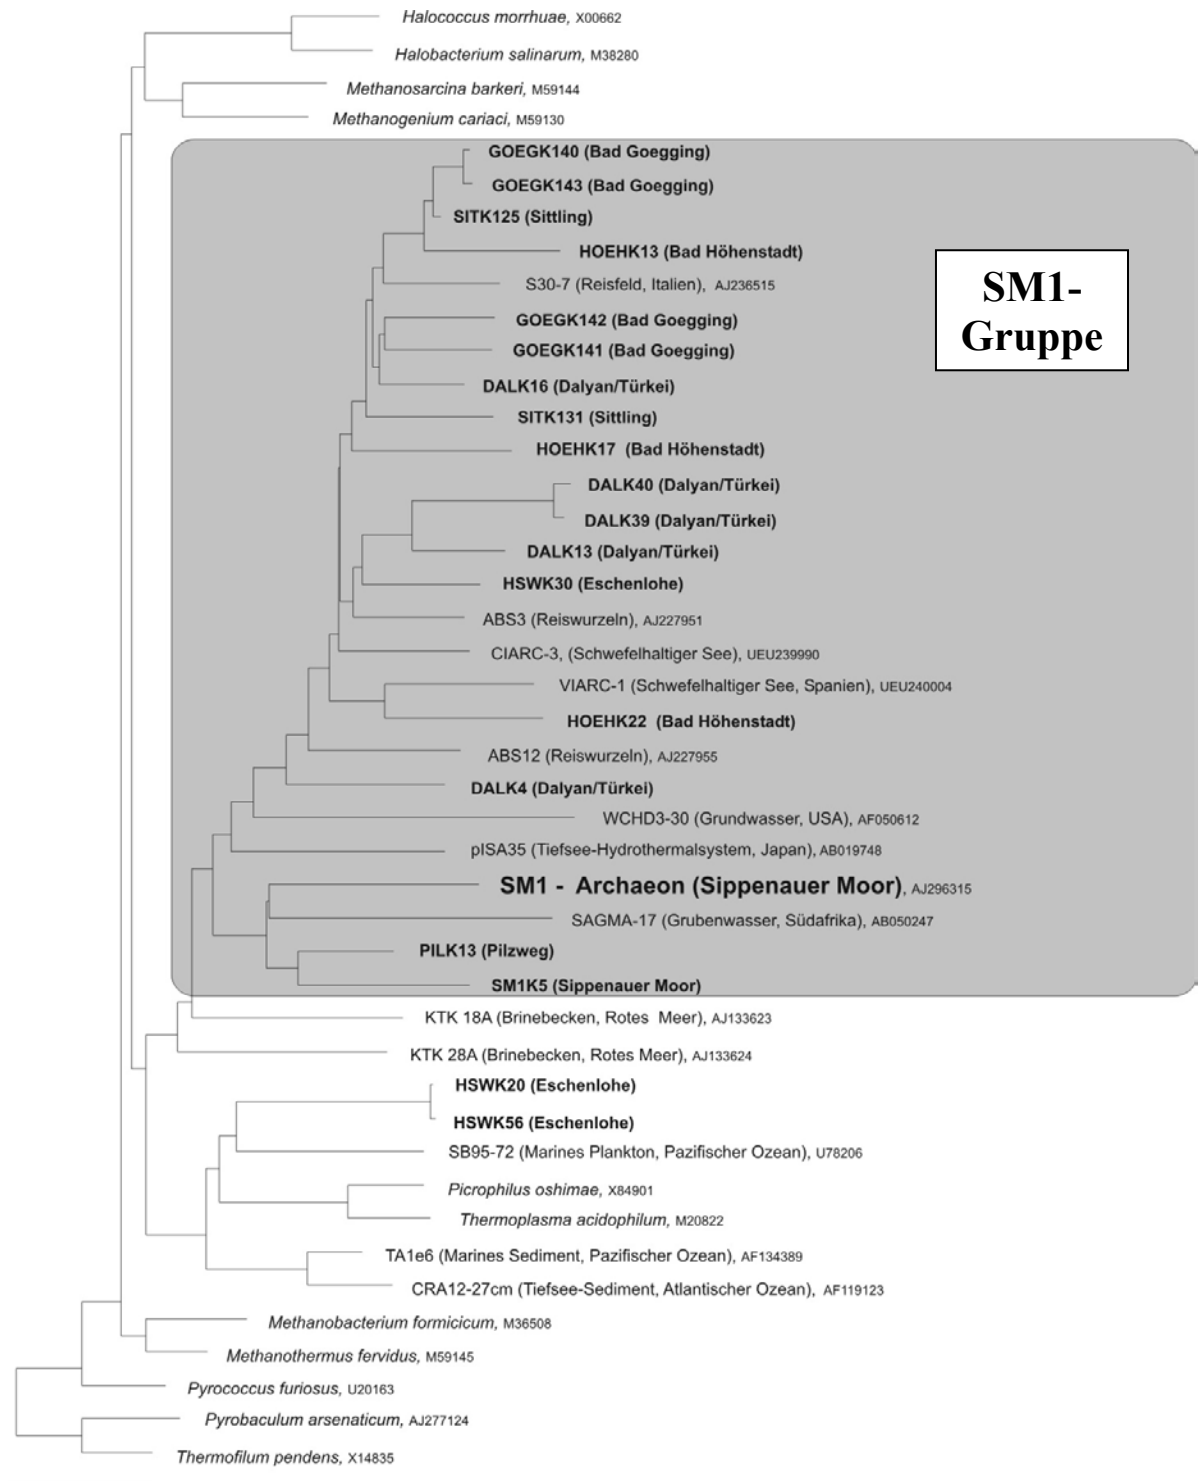 Halococcus morrhuae, X00662
Halobacterium salinarum, M38280
Methanosarcina barkeri, M59144
Methanogenium cariaci, M59130
GOEGK140 (Bad Goegging)
GOEGK143 (Bad Goegging)
SITK125 (Sittling)
HOEHK13 (Bad Höhenstadt)
S30-7 (Reisfeld, Italien), AJ236515
SM1-
Gruppe
GOEGK142 (Bad Goegging)
GOEGK141 (Bad Goegging)
DALK16 (Dalyan/Türkei)
SITK131 (Sittling)
HOEHK17 (Bad Höhenstadt)
DALK40 (Dalyan/Türkei)
DALK39 (Dalyan/Türkei)
DALK13 (Dalyan/Türkei)
HSWK30 (Eschenlohe)
ABS3 (Reiswurzeln), AJ227951
CIARC-3, (Schwefelhaltiger See), UEU239990
VIARC-1 (Schwefelhaltiger See, Spanien), UEU240004
HOEHK22 (Bad Höhenstadt)
ABS12 (Reiswurzeln), AJ227955
DALK4 (Dalyan/Türkei)
WCHD3-30 (Grundwasser, USA), AF050612
pISA35 (Tiefsee-Hydrothermalsystem, Japan), AB019748
SM1 - Archaeon (Sippenauer Moor), AJ296315
SAGMA-17 (Grubenwasser, Südafrika), AB050247
PILK13 (Pilzweg)
SM1K5 (Sippenauer Moor)
KTK 18A (Brinebecken, Rotes Meer), AJ133623
KTK 28A (Brinebecken, Rotes Meer), AJ133624
HSWK20 (Eschenlohe)
HSWK56 (Eschenlohe)
SB95-72 (Marines Plankton, Pazifischer Ozean), U78206
Picrophilus oshimae, X84901
Thermoplasma acidophilum, M20822
TA1e6 (Marines Sediment, Pazifischer Ozean), AF134389
CRA12-27cm (Tiefsee-Sediment, Atlantischer Ozean), AF119123
Methanobacterium formicicum, M36508
Methanothermus fervidus, M59145
Pyrococcus furiosus, U20163
Pyrobaculum arsenaticum, AJ277124
Thermofilum pendens, X14835